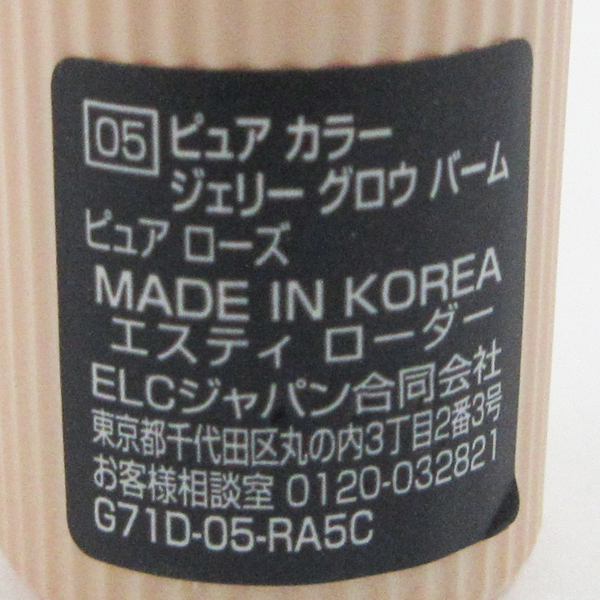 05 ピュア カラー
ジェリー グロウ バーム
ピュア ローズ
MADE IN KOREA
エスティ ローダー
ELCジャパン合同会社
東京都千代田区丸の内3丁目2番3号
お客様相談室 0120-032821
G71D-05-RA5C